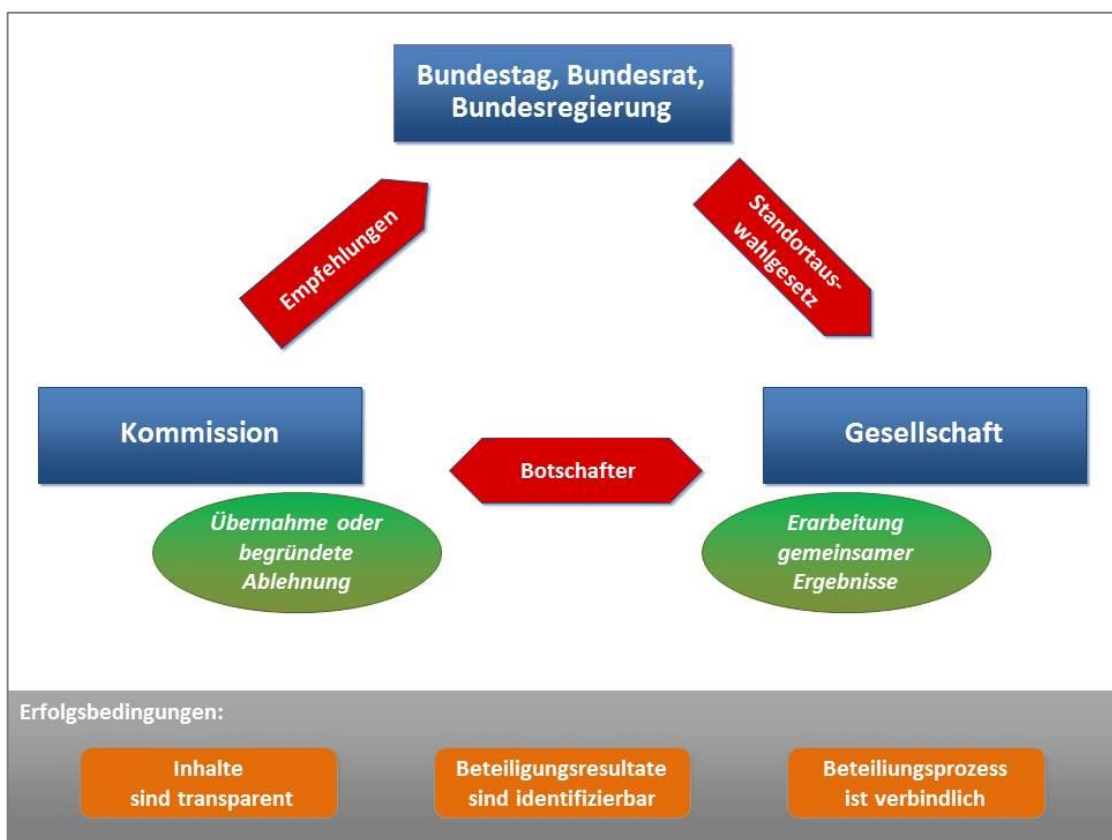 Bundestag, Bundesrat,
Bundesregierung
Empfehlungen
Standortaus-
wahlgesetz
Kommission
Gesellschaft
Botschafter
Übernahme oder
begründete
Ablehnung
Erarbeitung
gemeinsamer
Ergebnisse
Erfolgsbedingungen:
Inhalte
sind transparent
Beteiligungsresultate
sind identifizierbar
Beteiliungsprozess
ist verbindlich